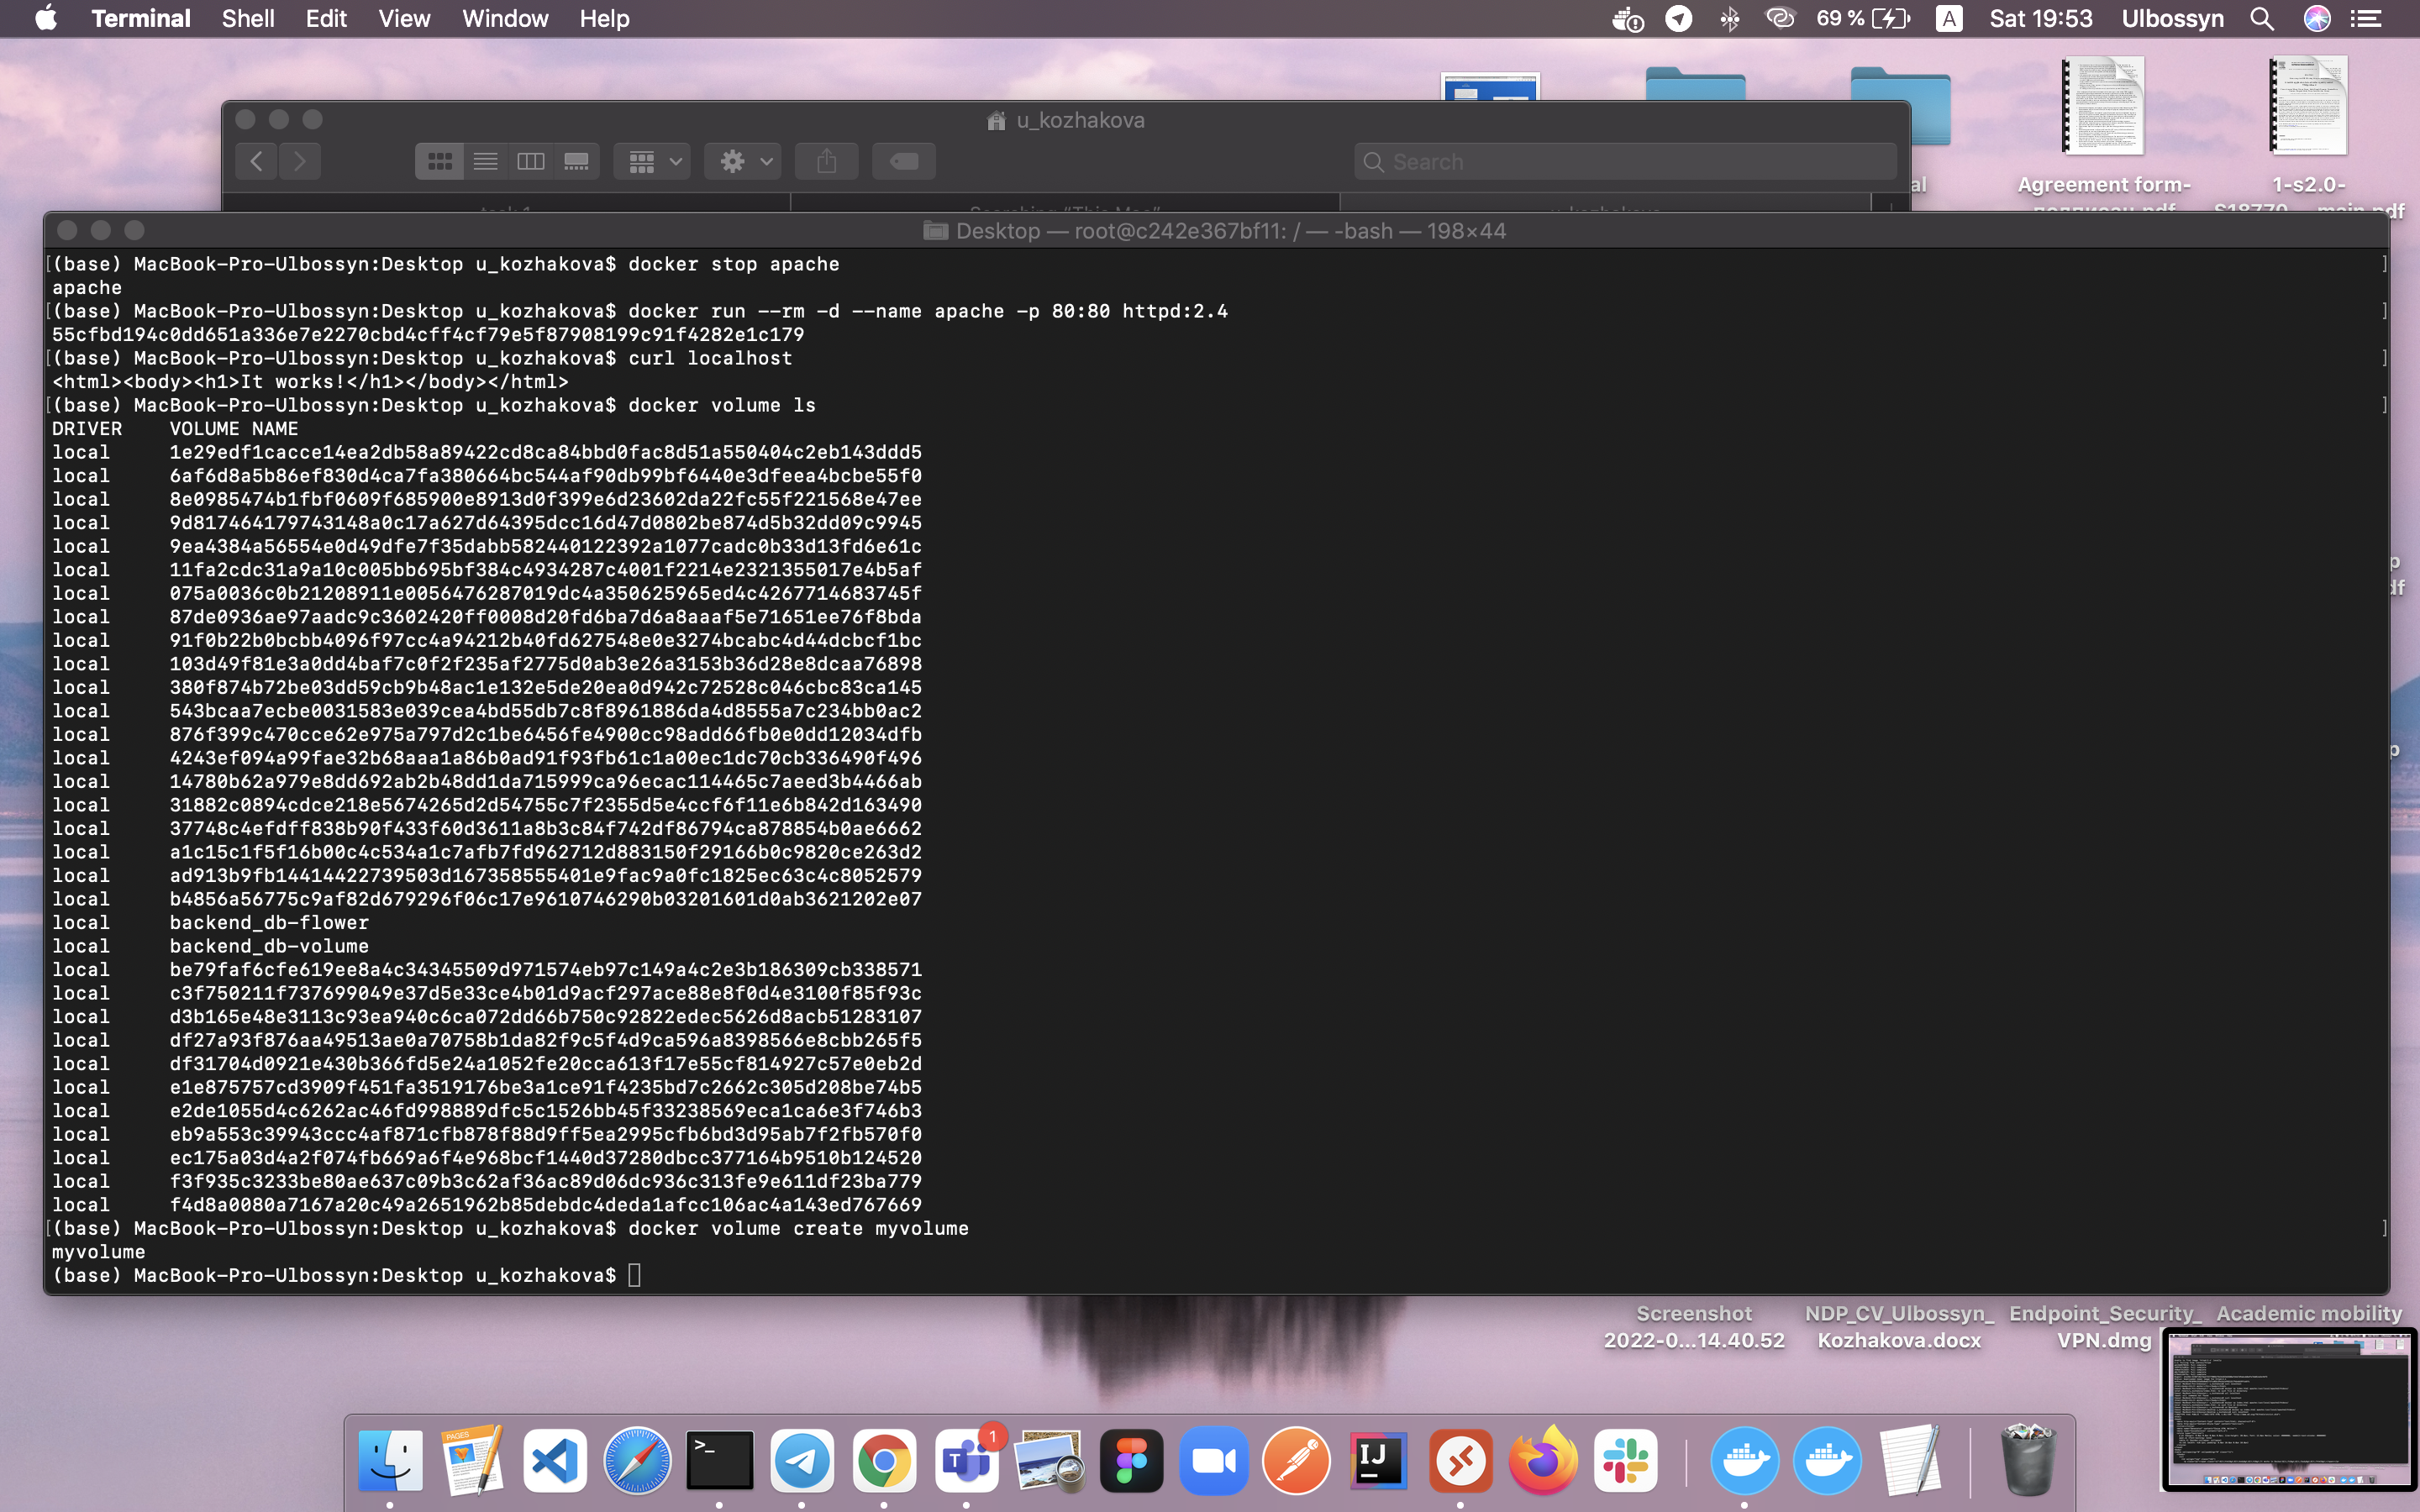 Terminal Shell Edit View Window Help 69 % A Sat 19:53 Ulbossyn
u_kozhakova
Search
Agreement form-
1-s2.0-
Desktop — root@c242e367bf11: / — -bash — 198×44
(base) MacBook-Pro-Ulbossyn:Desktop u_kozhakova$ docker stop apache
apache
(base) MacBook-Pro-Ulbossyn:Desktop u_kozhakova$ docker run --rm -d --name apache -p 80:80 httpd:2.4
55cfbd194c0dd651a336e7e2270cbd4cff4cf79e5f87908199c91f4282e1c179
(base) MacBook-Pro-Ulbossyn:Desktop u_kozhakova$ curl localhost
<html><body><h1>It works!</h1></body></html>
(base) MacBook-Pro-Ulbossyn:Desktop u_kozhakova$ docker volume ls
DRIVER VOLUME NAME
local 1e29edf1cacce14ea2db58a89422cd8ca84bbd0fac8d51a550404c2eb143ddd5
local 6af6d8a5b86ef830d4ca7fa380664bc544af90db99bf6440e3dfeea4bcbe55f0
local 8e0985474b1fbf0609f685900e8913d0f399e6d23602da22fc55f221568e47ee
local 9d817464179743148a0c17a627d64395dcc16d47d0802be874d5b32dd09c9945
local 9ea4384a56554e0d49dfe7f35dabb582440122392a1077cadc0b33d13fd6e61c
local 11fa2cdc31a9a10c005bb695bf384c4934287c4001f2214e2321355017e4b5af
local 075a0036c0b21208911e0056476287019dc4a350625965ed4c4267714683745f
local 87de0936ae97aadc9c3602420ff0008d20fd6ba7d6a8aaaf5e71651ee76f8bda
local 91f0b22b0bcbb4096f97cc4a94212b40fd627548e0e3274bcabc4d44dcbcf1bc
local 103d49f81e3a0dd4baf7c0f2f235af2775d0ab3e26a3153b36d28e8dcaa76898
local 380f874b72be03dd59cb9b48ac1e132e5de20ea0d942c72528c046cbc83ca145
local 543bcaa7ecbe0031583e039cea4bd55db7c8f8961886da4d8555a7c234bb0ac2
local 876f399c470cce62e975a797d2c1be6456fe4900cc98add66fb0e0dd12034dfb
local 4243ef094a99fae32b68aaa1a86b0ad91f93fb61c1a00ec1dc70cb336490f496
local 14780b62a979e8dd692ab2b48dd1da715999ca96ecac114465c7aeed3b4466ab
local 31882c0894cdce218e5674265d2d54755c7f2355d5e4ccf6f11e6b842d163490
local 37748c4efdff838b90f433f60d3611a8b3c84f742df86794ca878854b0ae6662
local a1c15c1f5f16b00c4c534a1c7afb7fd962712d883150f29166b0c9820ce263d2
local ad913b9fb14414422739503d167358555401e9fac9a0fc1825ec63c4c8052579
local b4856a56775c9af82d679296f06c17e9610746290b03201601d0ab3621202e07
local backend_db-flower
local backend_db-volume
local be79faf6cfe619ee8a4c34345509d971574eb97c149a4c2e3b186309cb338571
local c3f750211f737699049e37d5e33ce4b01d9acf297ace88e8f0d4e3100f85f93c
local d3b165e48e3113c93ea940c6ca072dd66b750c92822edec5626d8acb51283107
local df27a93f876aa49513ae0a70758b1da82f9c5f4d9ca596a8398566e8cbb265f5
local df31704d0921e430b366fd5e24a1052fe20cca613f17e55cf814927c57e0eb2d
local e1e875757cd3909f451fa3519176be3a1ce91f4235bd7c2662c305d208be74b5
local e2de1055d4c6262ac46fd998889dfc5c1526bb45f33238569eca1ca6e3f746b3
local eb9a553c39943ccc4af871cfb878f88d9ff5ea2995cfb6bd3d95ab7f2fb570f0
local ec175a03d4a2f074fb669a6f4e968bcf1440d37280dbcc377164b9510b124520
local f3f935c3233be80ae637c09b3c62af36ac89d06dc936c313fe9e611df23ba779
local f4d8a0080a7167a20c49a2651962b85debdc4deda1afcc106ac4a143ed767669
(base) MacBook-Pro-Ulbossyn:Desktop u_kozhakova$ docker volume create myvolume
myvolume
(base) MacBook-Pro-Ulbossyn:Desktop u_kozhakova$
Screenshot
2022-0...14.40.52
NDP_CV_Ulbossyn_
Kozhakova.docx
Endpoint_Security_
VPN.dmg
Academic mobility
PAGES
1
IJ